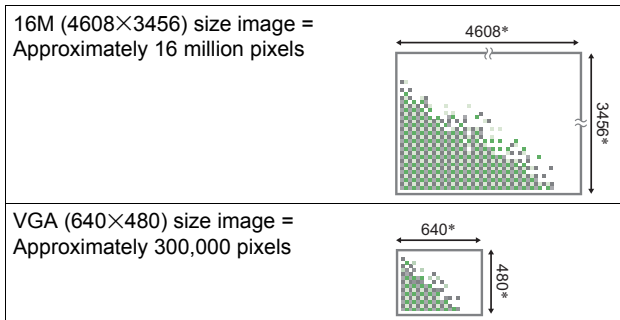 16M (4608×3456) size image =
Approximately 16 million pixels
4608*
3456*
VGA (640×480) size image =
Approximately 300,000 pixels
640*
480*